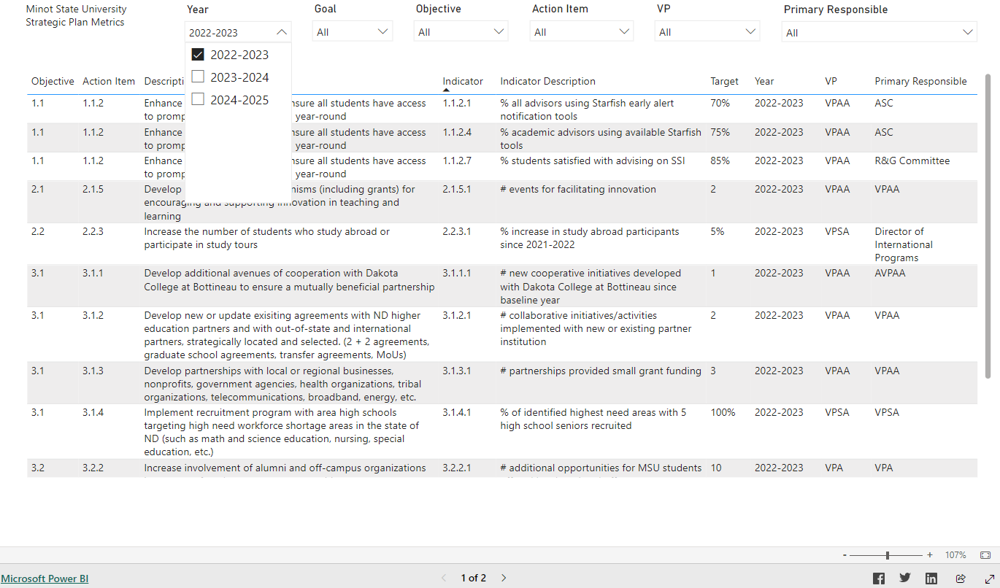 Minot State University
Strategic Plan Metrics
Year
Goal
Objective
Action Item
VP
Primary Responsible
2022-2023
All
All
All
All
All
2022-2023
2023-2024
2024-2025
Objective Action Item Descripti Indicator Indicator Description Target Year VP Primary Responsible
1.1 1.1.2 Enhance nsure all students have access 1.1.2.1 % all advisors using Starfish early alert 70% 2022-2023 VPAA ASC
to promp year-round notification tools
1.1 1.1.2 Enhance nsure all students have access 1.1.2.4 % academic advisors using available Starfish 75% 2022-2023 VPAA ASC
to promp year-round tools
1.1 1.1.2 Enhance nsure all students have access 1.1.2.7 % students satisfied with advising on SSI 85% 2022-2023 VPAA R&G Committee
to promp year-round
2.1 2.1.5 Develop nisms (including grants) for 2.1.5.1 # events for facilitating innovation 2 2022-2023 VPAA VPAA
encouraging and supporting innovation in teaching and
learning
2.2 2.2.3 Increase the number of students who study abroad or 2.2.3.1 % increase in study abroad participants 5% 2022-2023 VPSA Director of
participate in study tours since 2021-2022 International
Programs
3.1 3.1.1 Develop additional avenues of cooperation with Dakota 3.1.1.1 # new cooperative initiatives developed 1 2022-2023 VPAA AVPAA
College at Bottineau to ensure a mutually beneficial partnership with Dakota College at Bottineau since
baseline year
3.1 3.1.2 Develop new or update exisiting agreements with ND higher 3.1.2.1 # collaborative initiatives/activities 2 2022-2023 VPAA VPAA
education partners and with out-of-state and international implemented with new or existing partner
partners, strategically located and selected. (2 + 2 agreements, institution
graduate school agreements, transfer agreements, MoUs)
3.1 3.1.3 Develop partnerships with local or regional businesses, 3.1.3.1 # partnerships provided small grant funding 3 2022-2023 VPAA VPAA
nonprofits, government agencies, health organizations, tribal
organizations, telecommunications, broadband, energy, etc.
3.1 3.1.4 Implement recruitment program with area high schools 3.1.4.1 % of identified highest need areas with 5 100% 2022-2023 VPSA VPSA
targeting high need workforce shortage areas in the state of high school seniors recruited
ND (such as math and science education, nursing, special
education, etc.)
3.2 3.2.2 Increase involvement of alumni and off-campus organizations 3.2.2.1 # additional opportunities for MSU students 10 2022-2023 VPA VPA
- + 107%
Microsoft Power BI
1 of 2